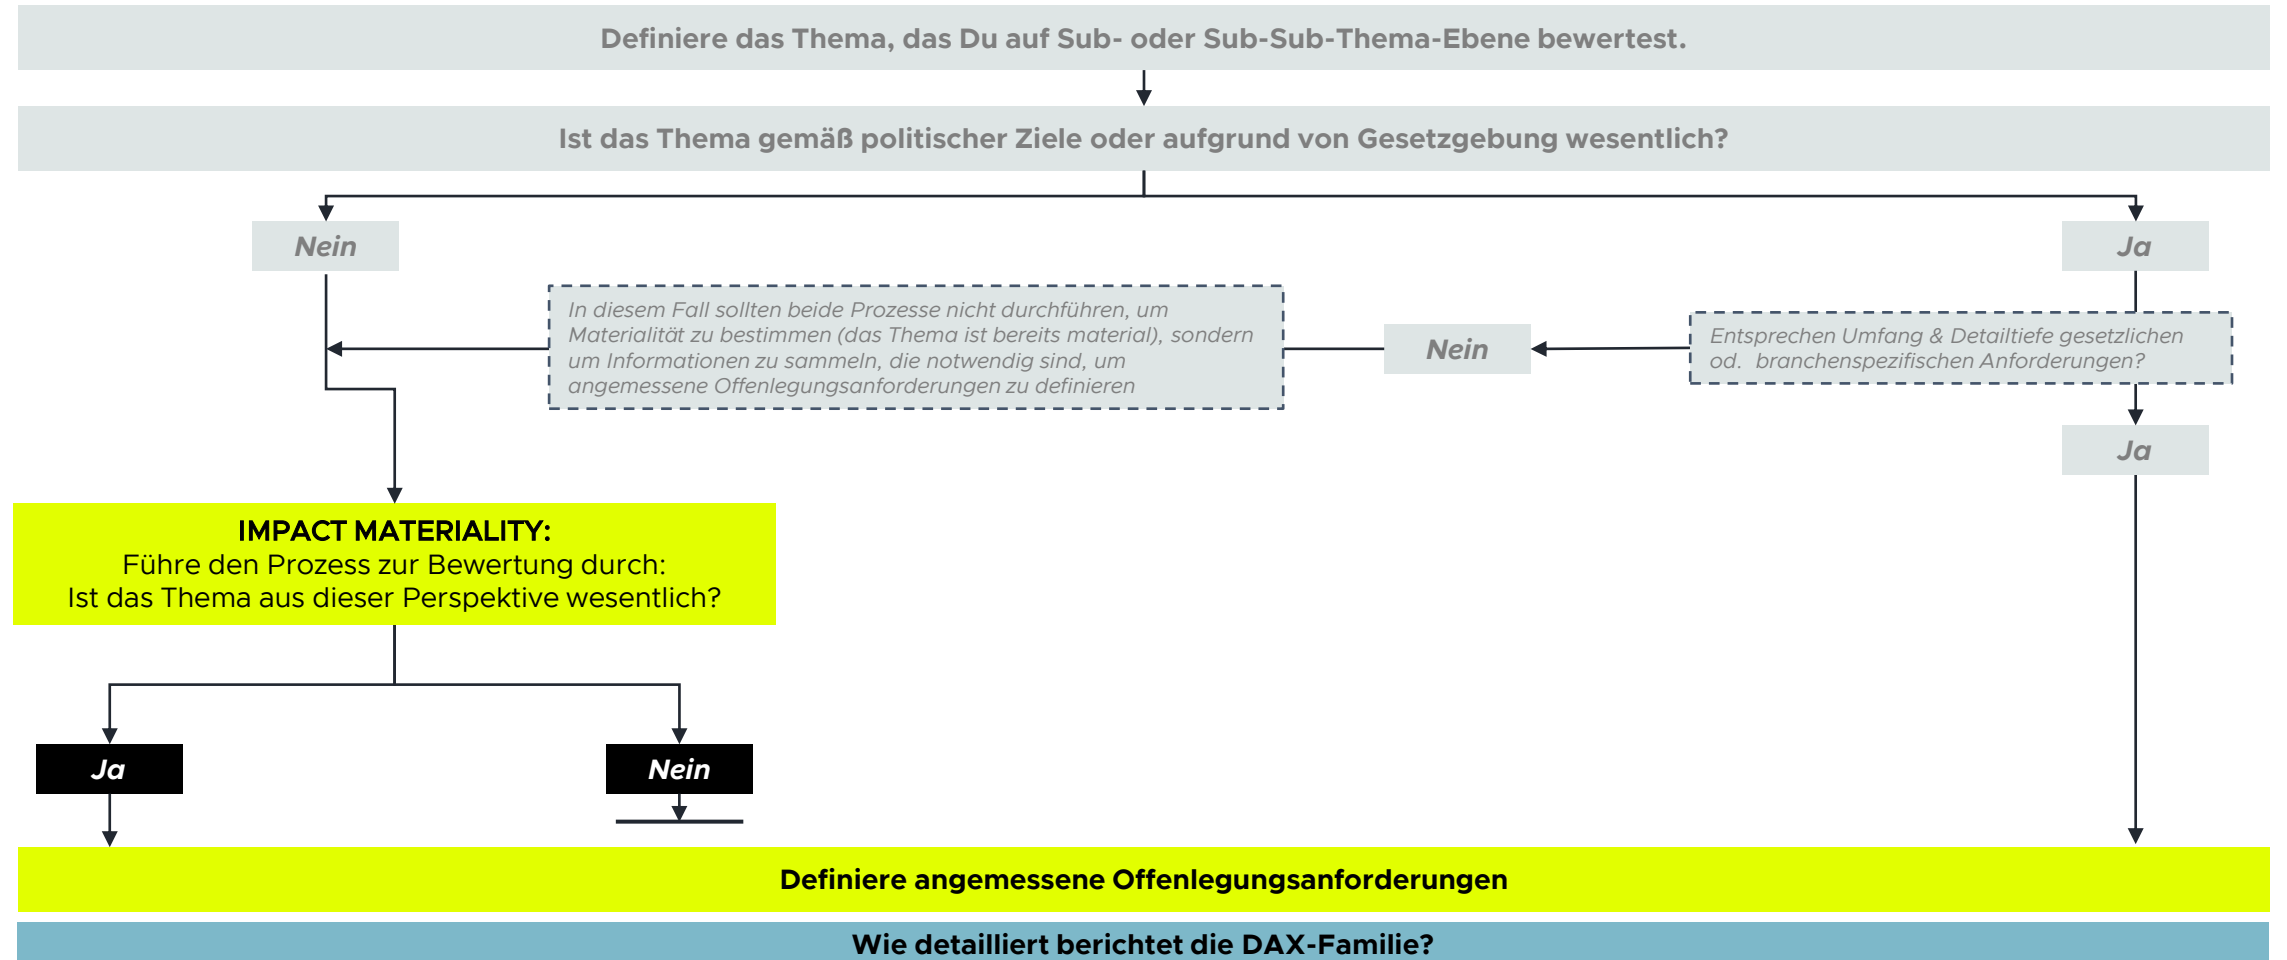 Definiere das Thema, das Du auf Sub- oder Sub-Sub-Thema-Ebene bewertest.
Ist das Thema gemäß politischer Ziele oder aufgrund von Gesetzgebung wesentlich?
Nein
Ja
In diesem Fall sollten beide Prozesse nicht durchführen, um
Materialität zu bestimmen (das Thema ist bereits material), sondern
um Informationen zu sammeln, die notwendig sind, um
angemessene Offenlegungsanforderungen zu definieren
Nein
Entsprechen Umfang & Detailtiefe gesetzlichen
od. branchenspezifischen Anforderungen?
Ja
IMPACT MATERIALITY:
Führe den Prozess zur Bewertung durch:
Ist das Thema aus dieser Perspektive wesentlich?
Ja
Nein
Definiere angemessene Offenlegungsanforderungen
Wie detailliert berichtet die DAX-Familie?